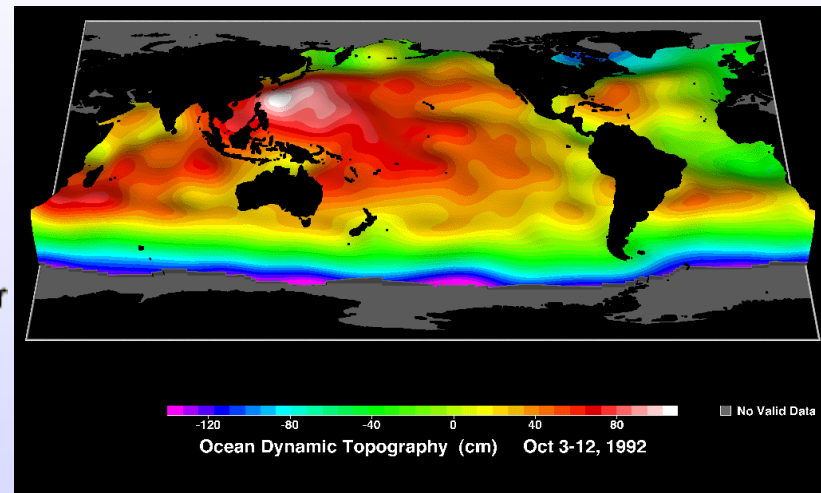 r
-120 -80 -40 0 40 80 No Valid Data
Ocean Dynamic Topography (cm) Oct 3-12, 1992